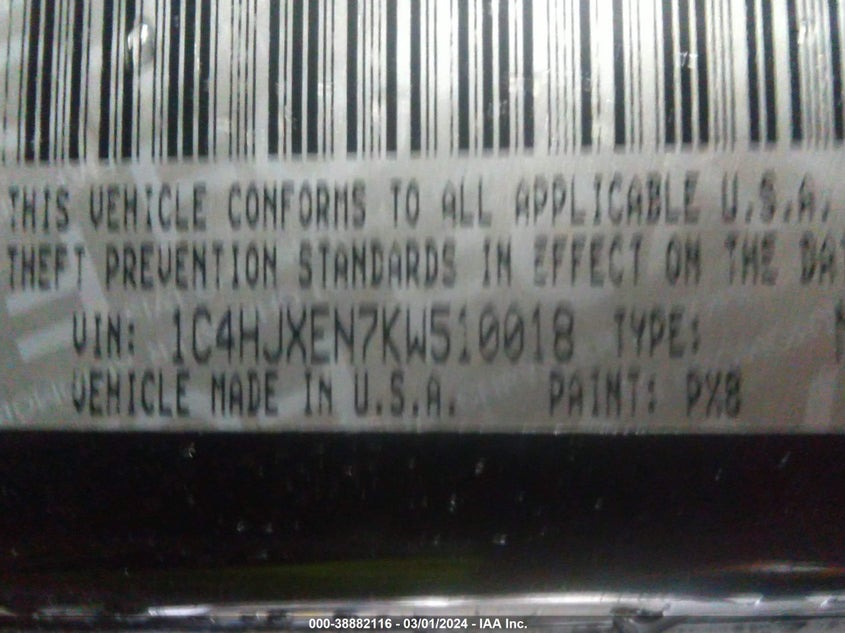 THIS VEHICLE CONFORMS TO ALL APPLICABLE U.S.A.
THEFT PREVENTION STANDARDS IN EFFECT ON THE DA
VIN: 1C4HJXEN7KW510018 TYPE: M
VEHICLE MADE IN U.S.A. PAINT: PX8
000-38882116 - 03/01/2024 - IAA Inc.